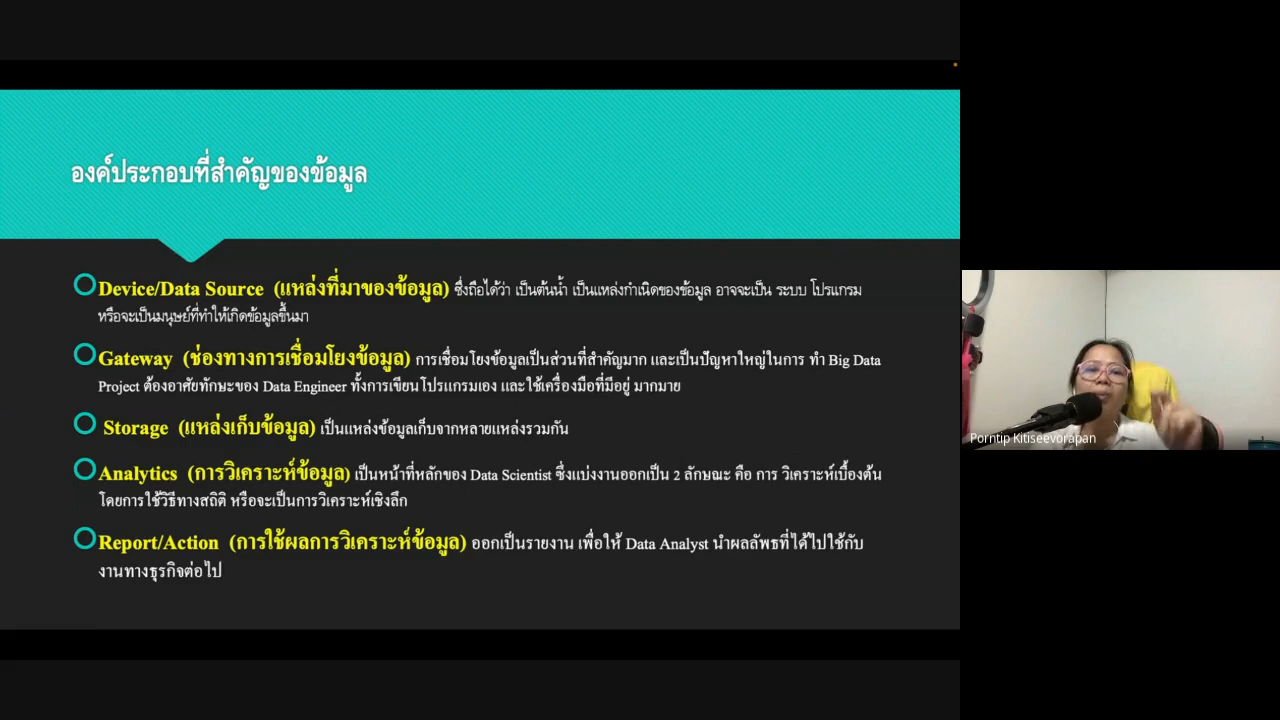 องค์ประกอบที่สำคัญของข้อมูล
Device/Data Source (แหล่งที่มาของข้อมูล) ซึ่งถือได้ว่า เป็นต้นน้ำ เป็นแหล่งกำเนิดของข้อมูล อาจจะเป็น ระบบ โปรแกรม
หรือจะเป็นมนุษย์ที่ทำให้เกิดข้อมูลขึ้นมา
Gateway (ช่องทางการเชื่อมโยงข้อมูล) การเชื่อมโยงข้อมูลเป็นส่วนที่สำคัญมาก และเป็นปัญหาใหญ่ในการ ทำ Big Data
Project ต้องอาศัยทักษะของ Data Engineer ทั้งการเขียนโปรแกรมเอง และใช้เครื่องมือที่มีอยู่ มากมาย
Storage (แหล่งเก็บข้อมูล) เป็นแหล่งข้อมูลเก็บจากหลายแหล่งรวมกัน
Analytics (การวิเคราะห์ข้อมูล) เป็นหน้าที่หลักของ Data Scientist ซึ่งแบ่งงานออกเป็น 2 ลักษณะ คือ การ วิเคราะห์เบื้องต้น
โดยการใช้วิธีทางสถิติ หรือจะเป็นการวิเคราะห์เชิงลึก
Report/Action (การใช้ผลการวิเคราะห์ข้อมูล) ออกเป็นรายงาน เพื่อให้ Data Analyst นำผลลัพธที่ได้ไปใช้กับ
งานทางธุรกิจต่อไป
Porntip Kitiseevorapan